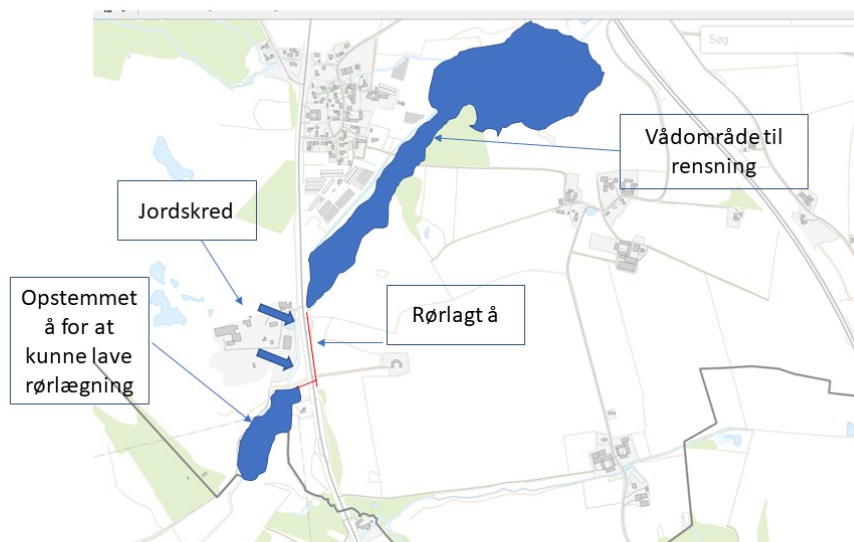 Søg
Vådområde til
rensning
Jordskred
Opstemmet
å for at
kunne lave
rørlægning
Rørlagt å